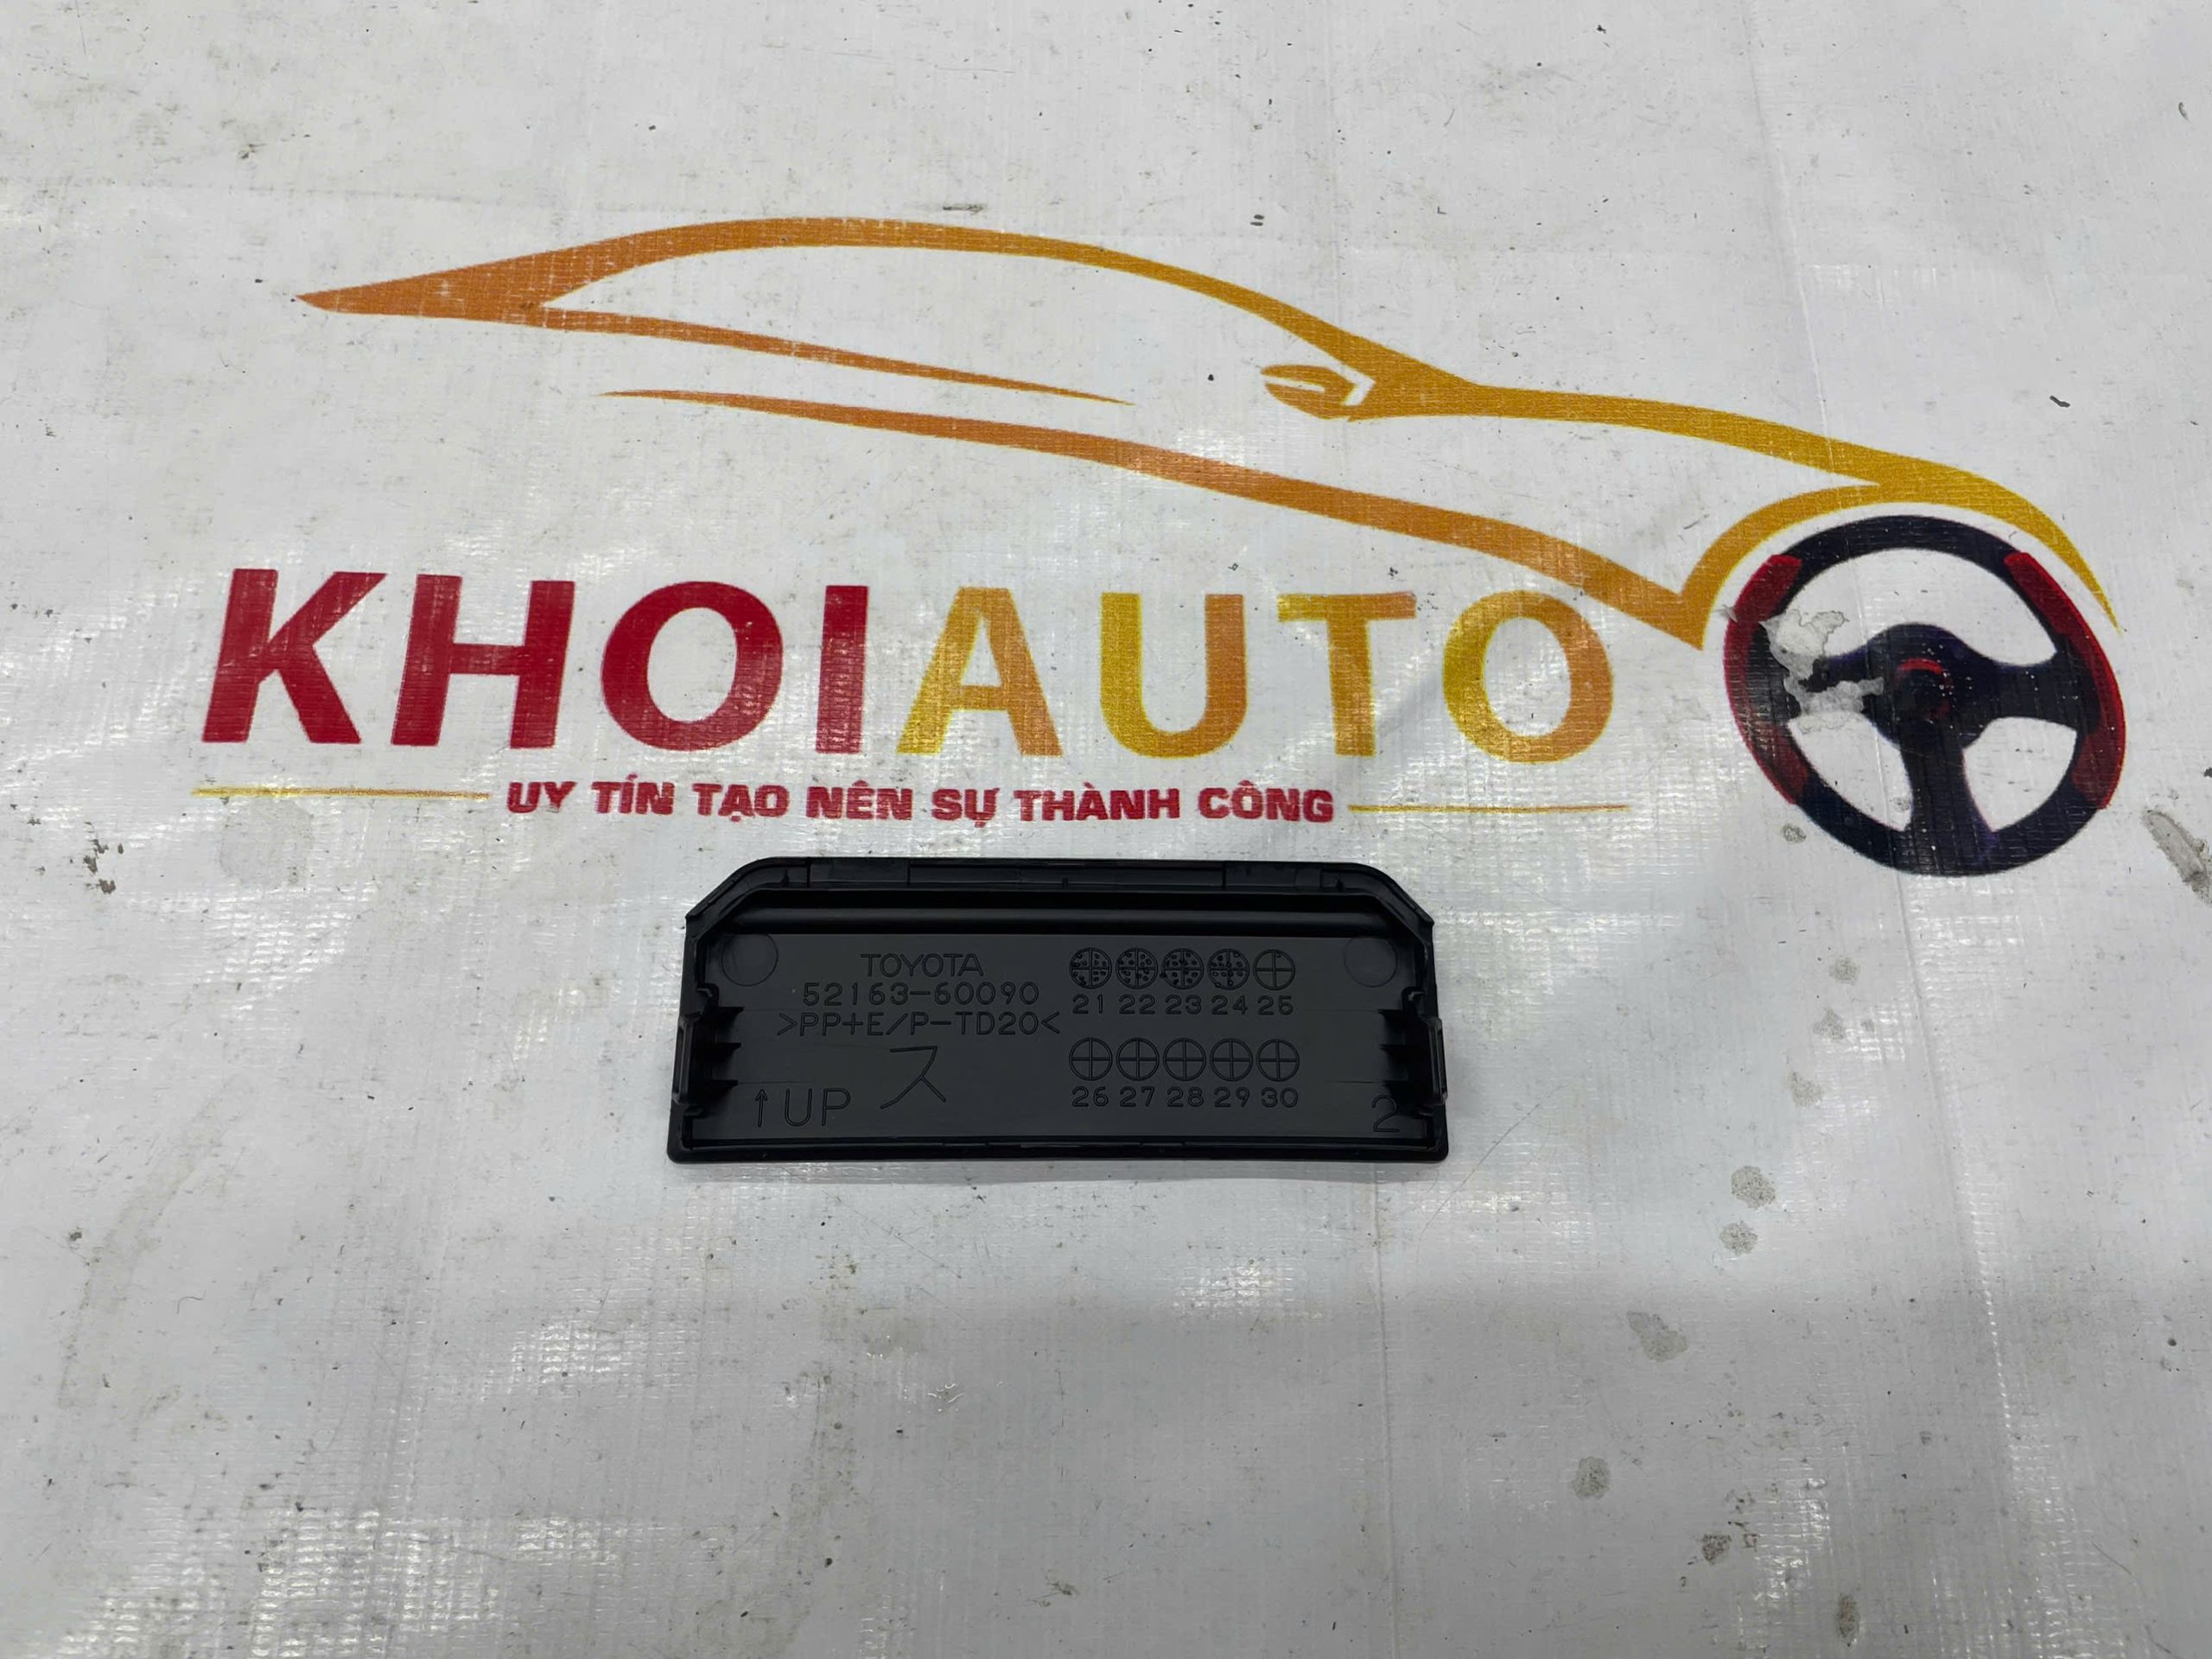 KHOIAUTO
UY TÍN TẠO NÊN SỰ THÀNH CÔNG
TOYOTA
52163-60090
>PP+E/P-TD20<
21 22 23 24 25
ス
26 27 28 29 30
↑UP
2